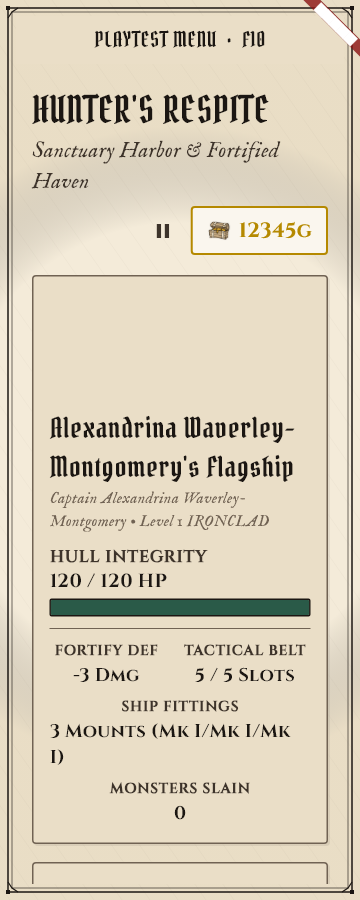 PLAYTEST MENU · F10
HUNTER'S RESPITE
Sanctuary Harbor & Fortified
Haven
12345G
Alexandrina Waverley-
Montgomery's Flagship
Captain Alexandrina Waverley-
Montgomery • Level 1 IRONCLAD
HULL INTEGRITY
120 / 120 HP
FORTIFY DEF
-3 Dmg
TACTICAL BELT
5 / 5 Slots
SHIP FITTINGS
3 Mounts (Mk I/Mk I/Mk
I)
MONSTERS SLAIN
0